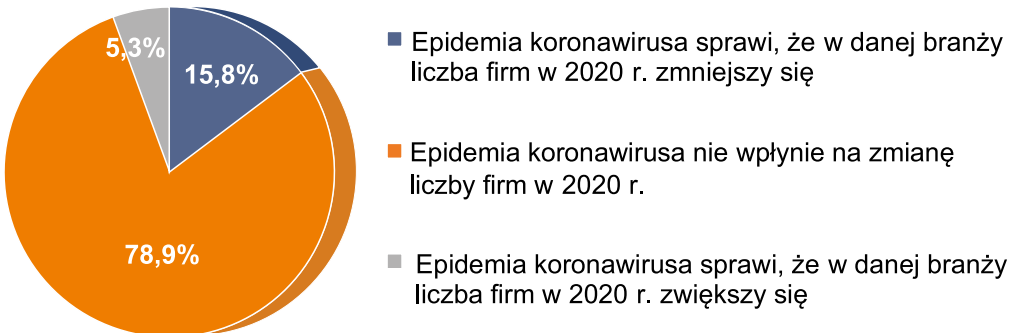 5,3%
15,8%
78,9%
Epidemia koronawirusa sprawi, że w danej branży
liczba firm w 2020 r. zmniejszy się
Epidemia koronawirusa nie wpłynie na zmianę
liczby firm w 2020 r.
Epidemia koronawirusa sprawi, że w danej branży
liczba firm w 2020 r. zwiększy się